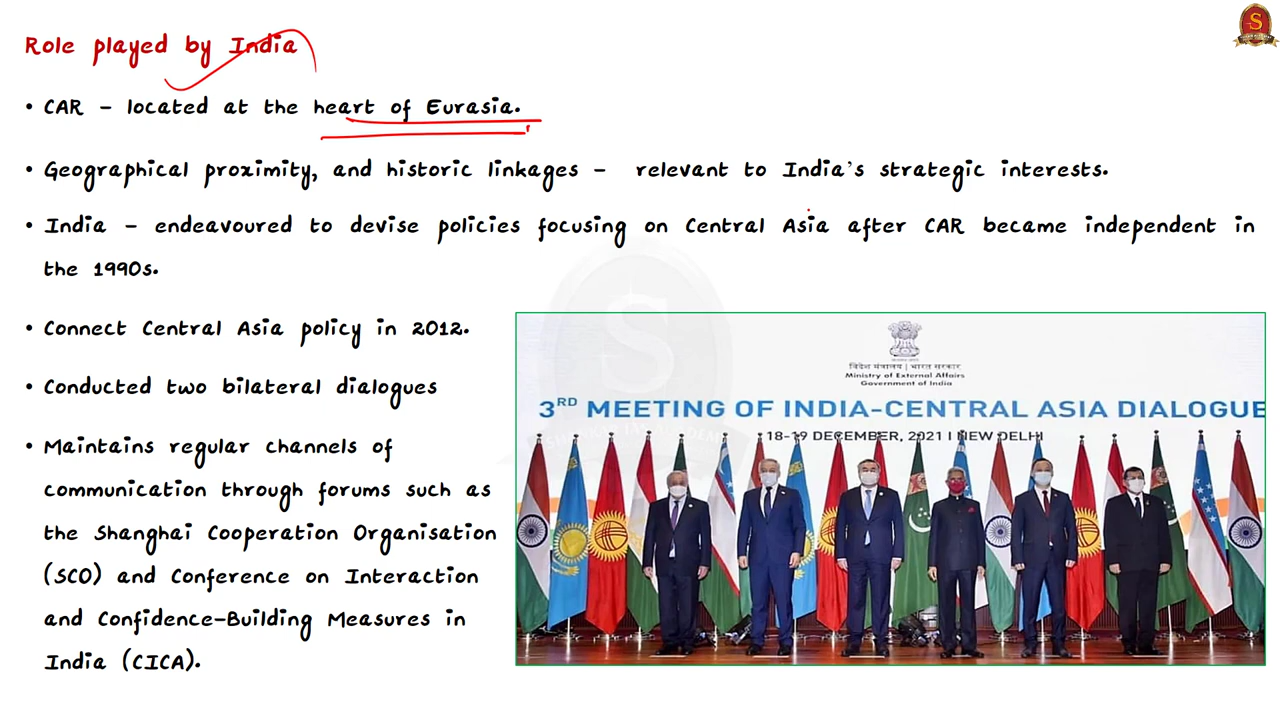 Role played by India
• CAR – located at the heart of Eurasia.
• Geographical proximity, and historic linkages – relevant to India's strategic interests.
• India – endeavoured to devise policies focusing on Central Asia after CAR became independent in
the 1990s.
• Connect Central Asia policy in 2012.
• Conducted two bilateral dialogues
• Maintains regular channels of
communication through forums such as
the Shanghai Cooperation Organisation
(SCO) and Conference on Interaction
and Confidence-Building Measures in
India (CICA).
विदेश मंत्रालय | भारत सरकार
Ministry of External Affairs
Government of India
3RD MEETING OF INDIA-CENTRAL ASIA DIALOGUE
18-19 DECEMBER, 2021 | NEW DELHI
S
S